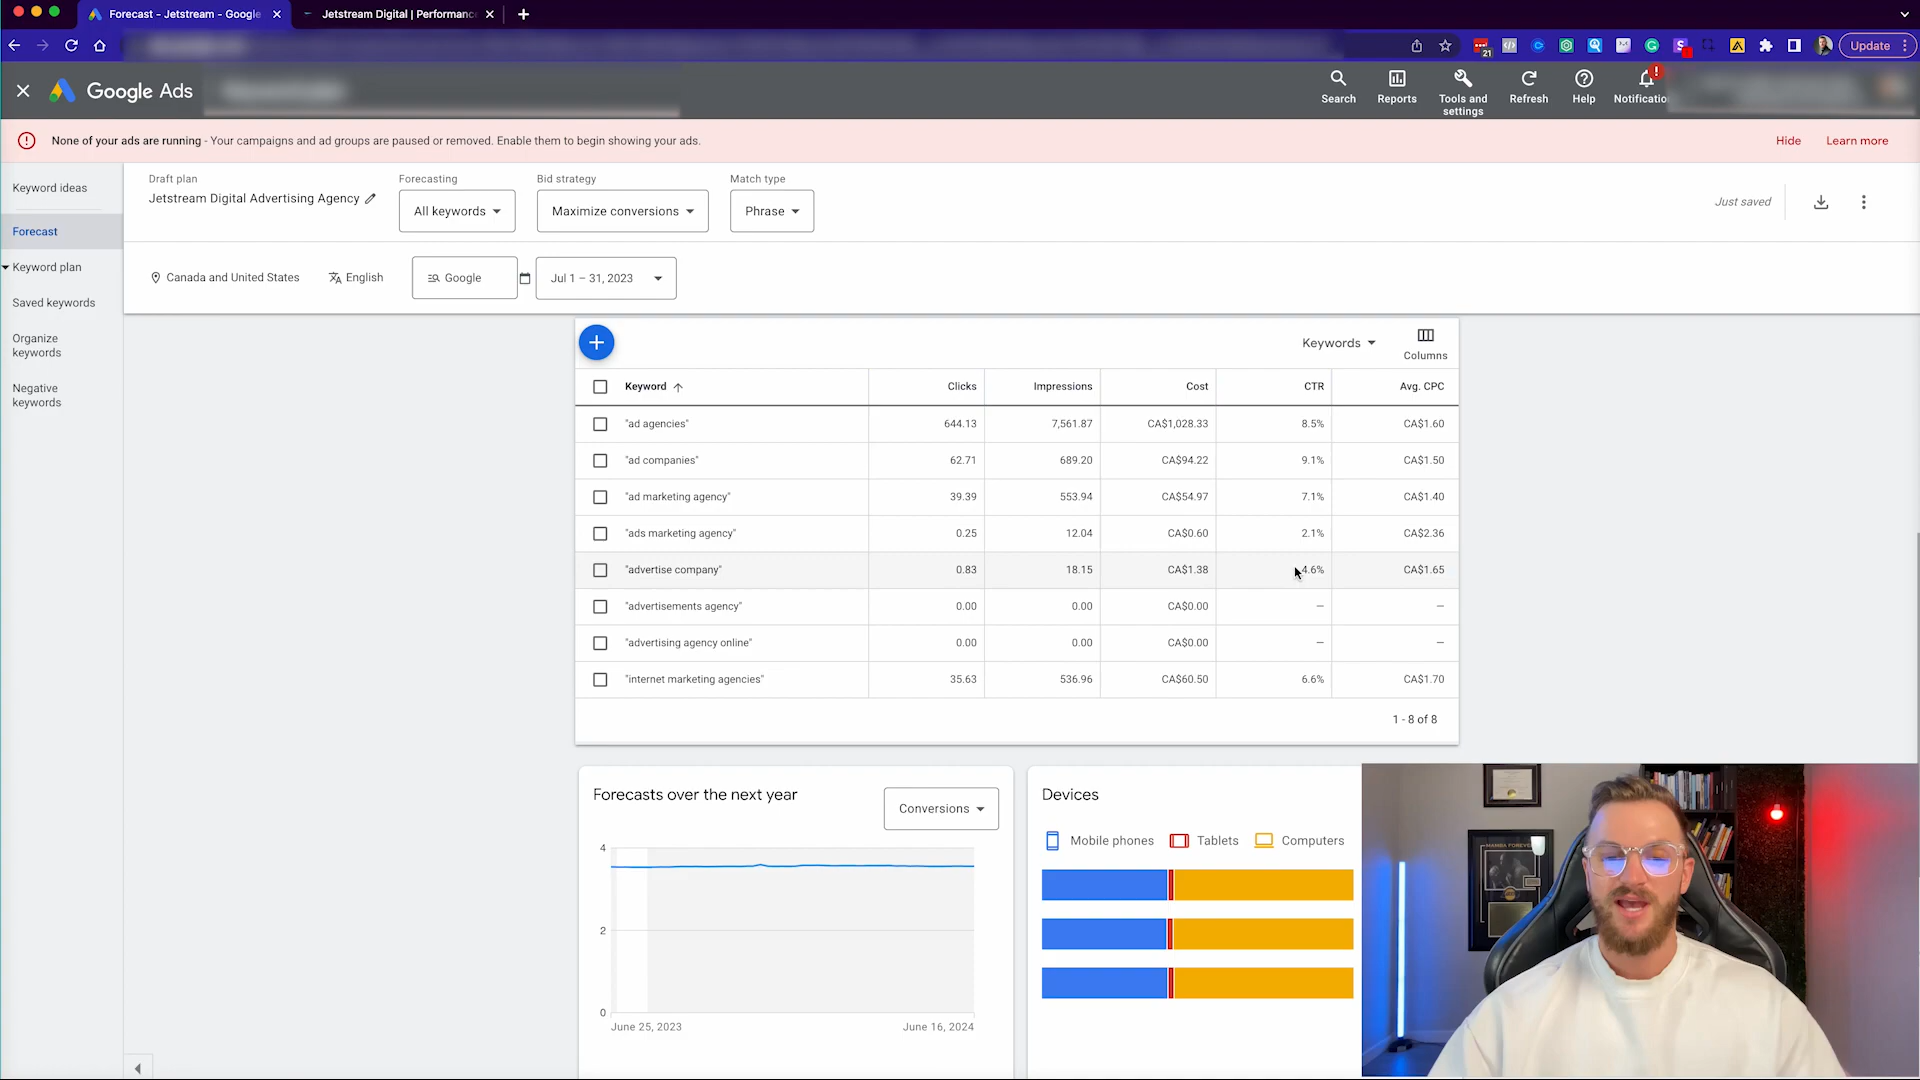 Forecast - Jetstream - Google
Jetstream Digital | Performanc
21
Update
Google Ads
Search
Reports
Tools and
settings
Refresh
Help
Notificatio
None of your ads are running - Your campaigns and ad groups are paused or removed. Enable them to begin showing your ads.
Hide
Learn more
Keyword ideas
Forecast
Keyword plan
Saved keywords
Organize
keywords
Negative
keywords
Draft plan
Jetstream Digital Advertising Agency
Forecasting
All keywords
Bid strategy
Maximize conversions
Match type
Phrase
Just saved
Canada and United States
English
Google
Jul 1 – 31, 2023
Keywords
Columns
Keyword Clicks Impressions Cost CTR Avg. CPC
"ad agencies" 644.13 7,561.87 CA$1,028.33 8.5% CA$1.60
"ad companies" 62.71 689.20 CA$94.22 9.1% CA$1.50
"ad marketing agency" 39.39 553.94 CA$54.97 7.1% CA$1.40
"ads marketing agency" 0.25 12.04 CA$0.60 2.1% CA$2.36
"advertise company" 0.83 18.15 CA$1.38 4.6% CA$1.65
"advertisements agency" 0.00 0.00 CA$0.00 – –
"advertising agency online" 0.00 0.00 CA$0.00 – –
"internet marketing agencies" 35.63 536.96 CA$60.50 6.6% CA$1.70
1 - 8 of 8
Forecasts over the next year
Conversions
4
2
0
June 25, 2023
June 16, 2024
Devices
Mobile phones
Tablets
Computers
MAMBA FOREVER